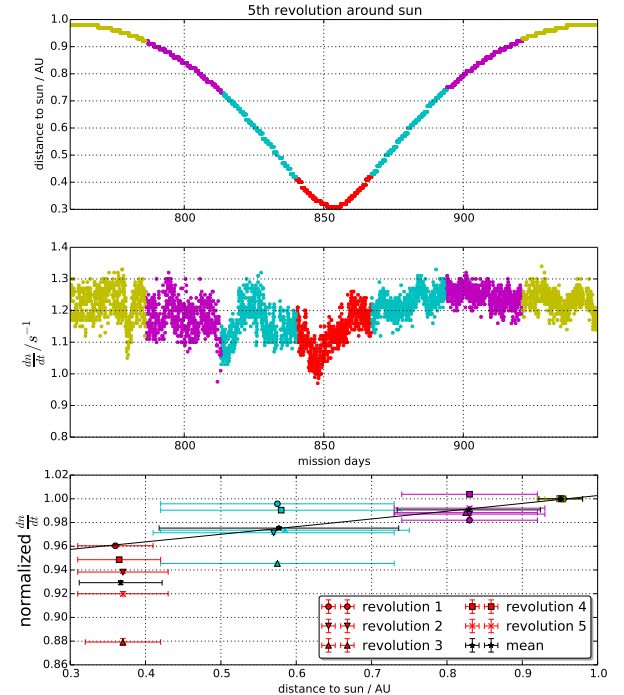 5th revolution around sun
distance to sun / AU
1.0
0.9
0.8
0.7
0.6
0.5
0.4
0.3
800 850 900
dn/dt / s⁻¹
1.4
1.3
1.2
1.1
1.0
0.9
0.8
800 850 900
mission days
normalized dn/dt
1.02
1.00
0.98
0.96
0.94
0.92
0.90
0.88
0.86
0.3 0.4 0.5 0.6 0.7 0.8 0.9 1.0
distance to sun / AU
revolution 1
revolution 2
revolution 3
revolution 4
revolution 5
mean